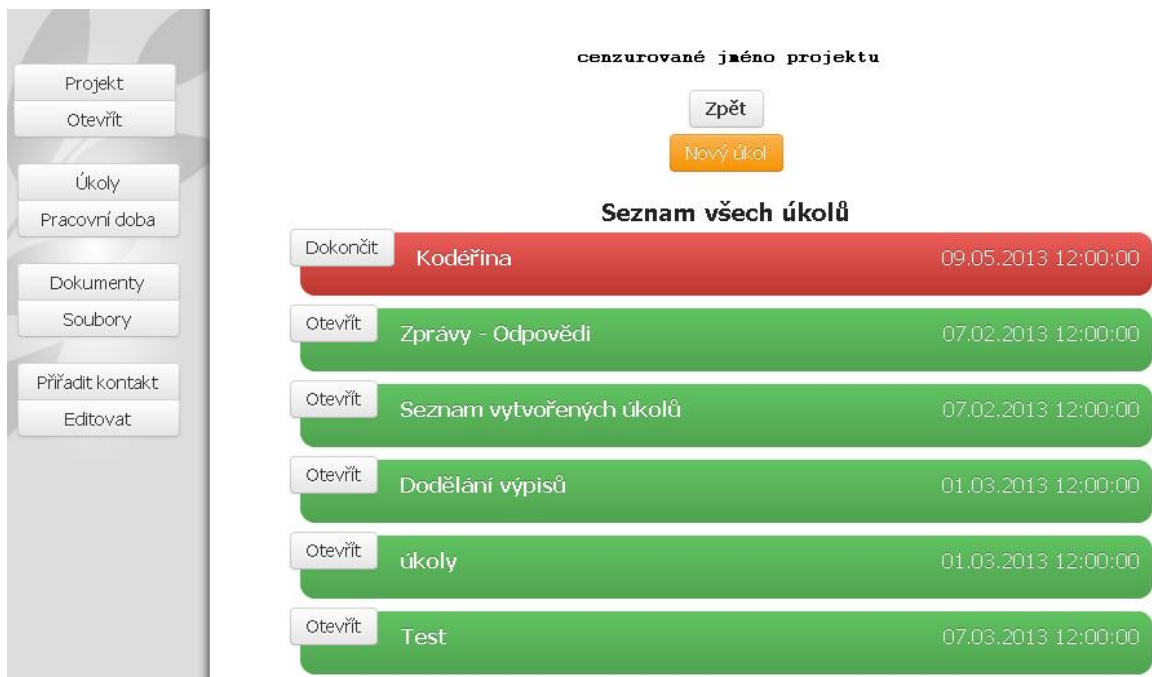 Projekt
Otevřít
Úkoly
Pracovní doba
Dokumenty
Soubory
Přiřadit kontakt
Editovat
cenzurované jméno projektu
Zpět
Nový úkol
Seznam všech úkolů
Dokončit Kodéřina 09.05.2013 12:00:00
Otevřít Zprávy - Odpovědi 07.02.2013 12:00:00
Otevřít Seznam vytvořených úkolů 07.02.2013 12:00:00
Otevřít Dodělání výpisů 01.03.2013 12:00:00
Otevřít úkoly 01.03.2013 12:00:00
Otevřít Test 07.03.2013 12:00:00